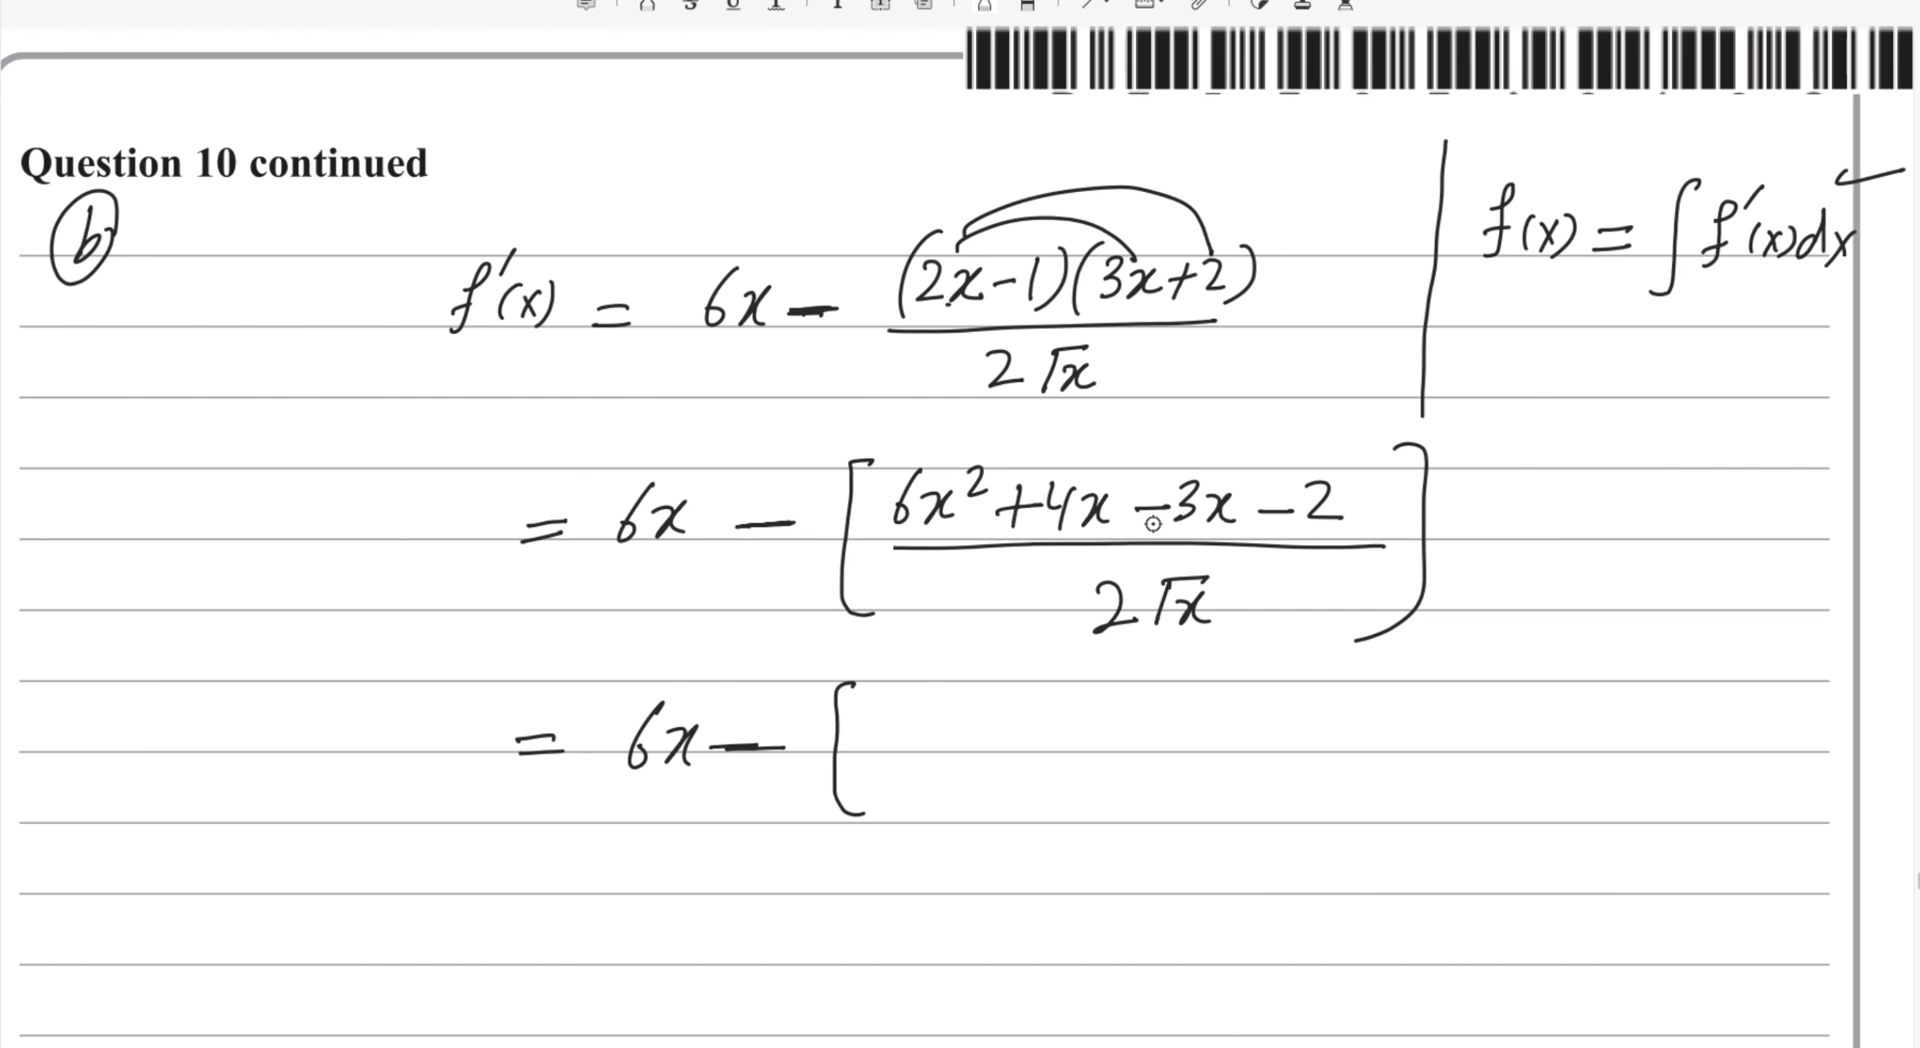 Question 10 continued
b
f'(x) = 6x - (2x-1)(3x+2) / 2√x
f(x) = ∫f'(x)dx
= 6x - [6x² + 4x - 3x - 2 / 2√x]
= 6x - [